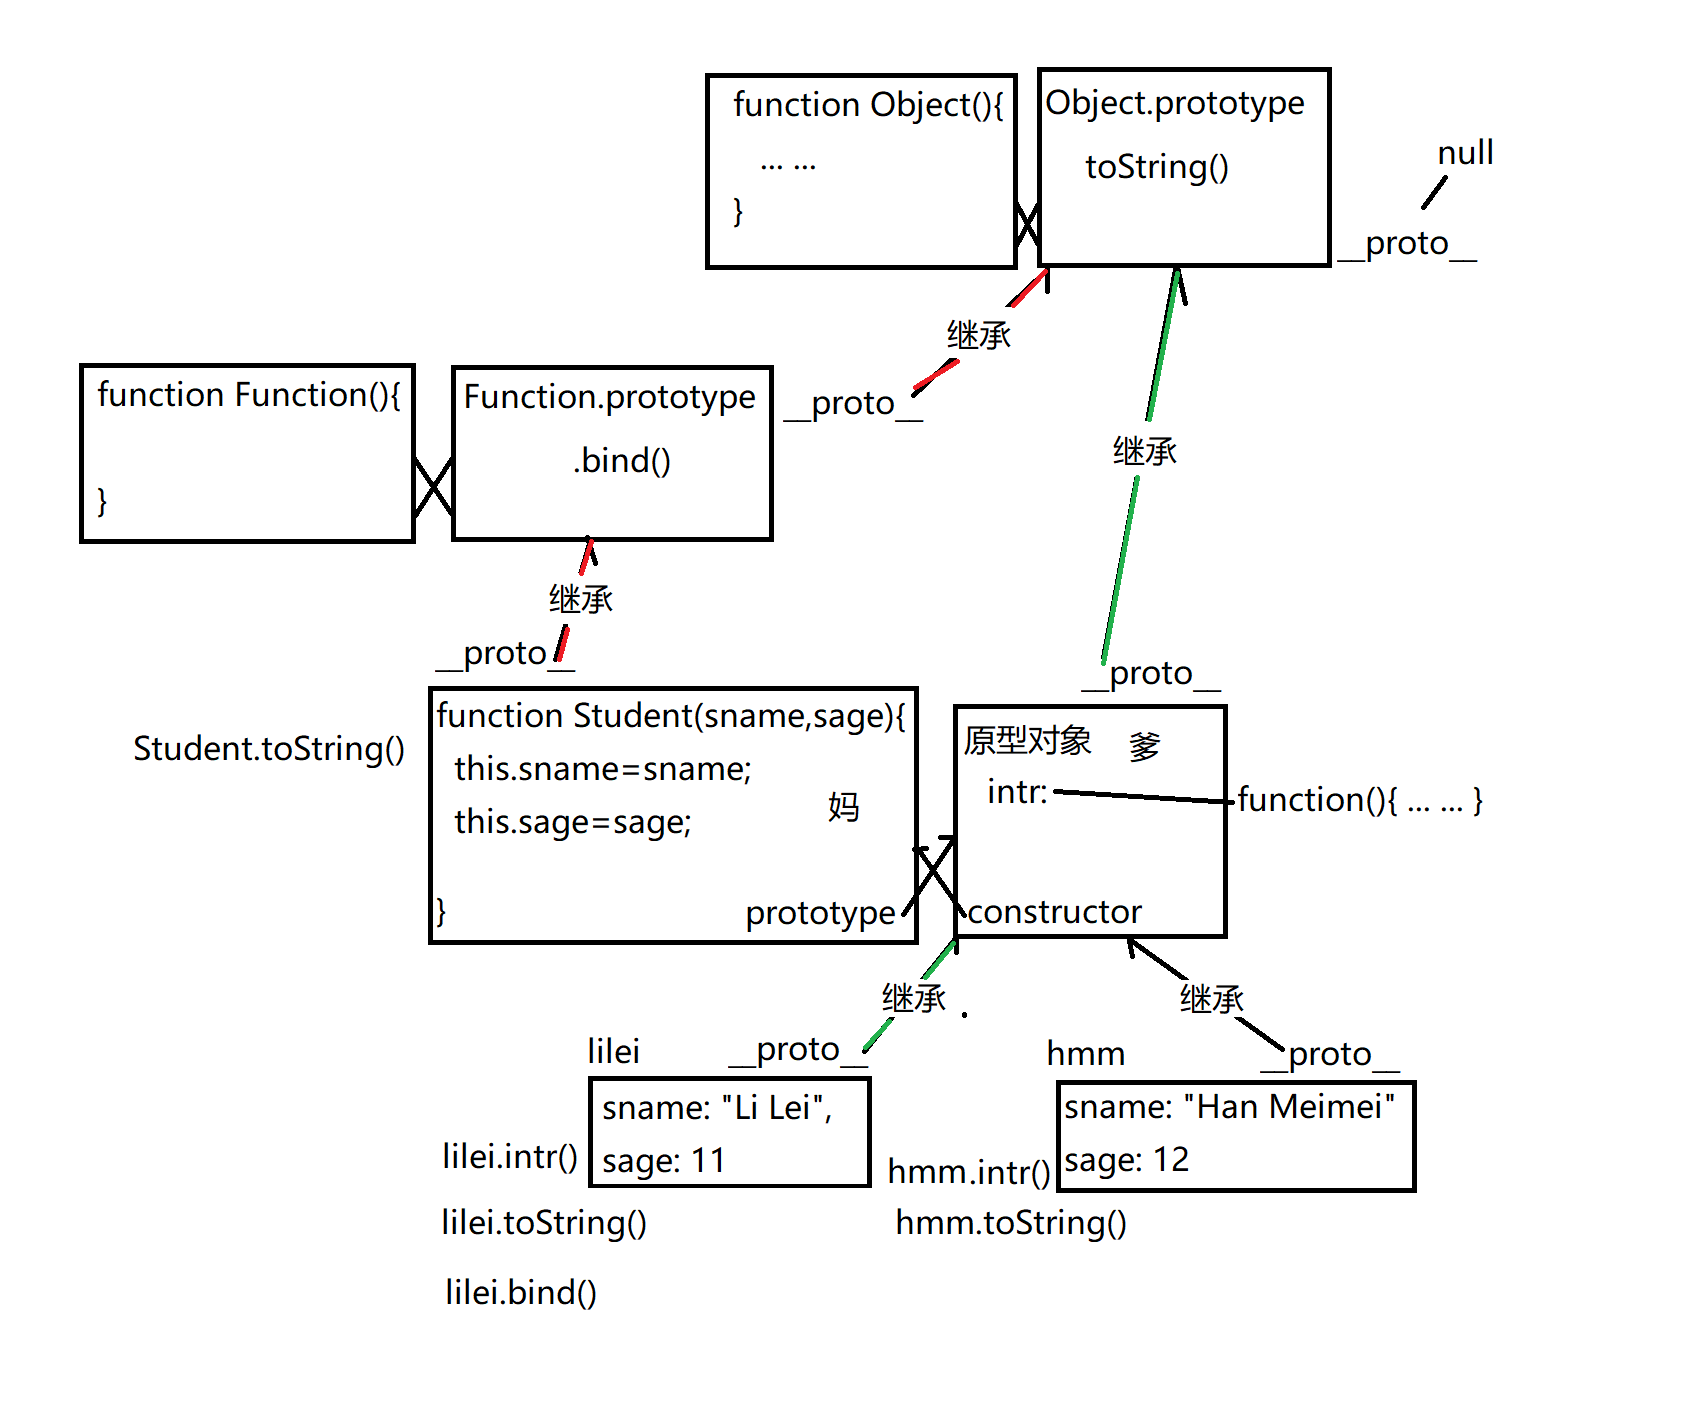 function Object(){
... ...
}
Object.prototype
toString()
null
__proto__
继承
function Function(){
}
Function.prototype
.bind()
__proto__
继承
继承
__proto__
__proto__
Student.toString()
function Student(sname,sage){
this.sname=sname;
this.sage=sage;
妈
}
prototype
原型对象 爹
intr:
function(){ ... ... }
constructor
继承
继承
lilei
__proto__
hmm
__proto__
sname: "Li Lei",
sage: 11
sname: "Han Meimei"
sage: 12
lilei.intr()
hmm.intr()
lilei.toString()
hmm.toString()
lilei.bind()